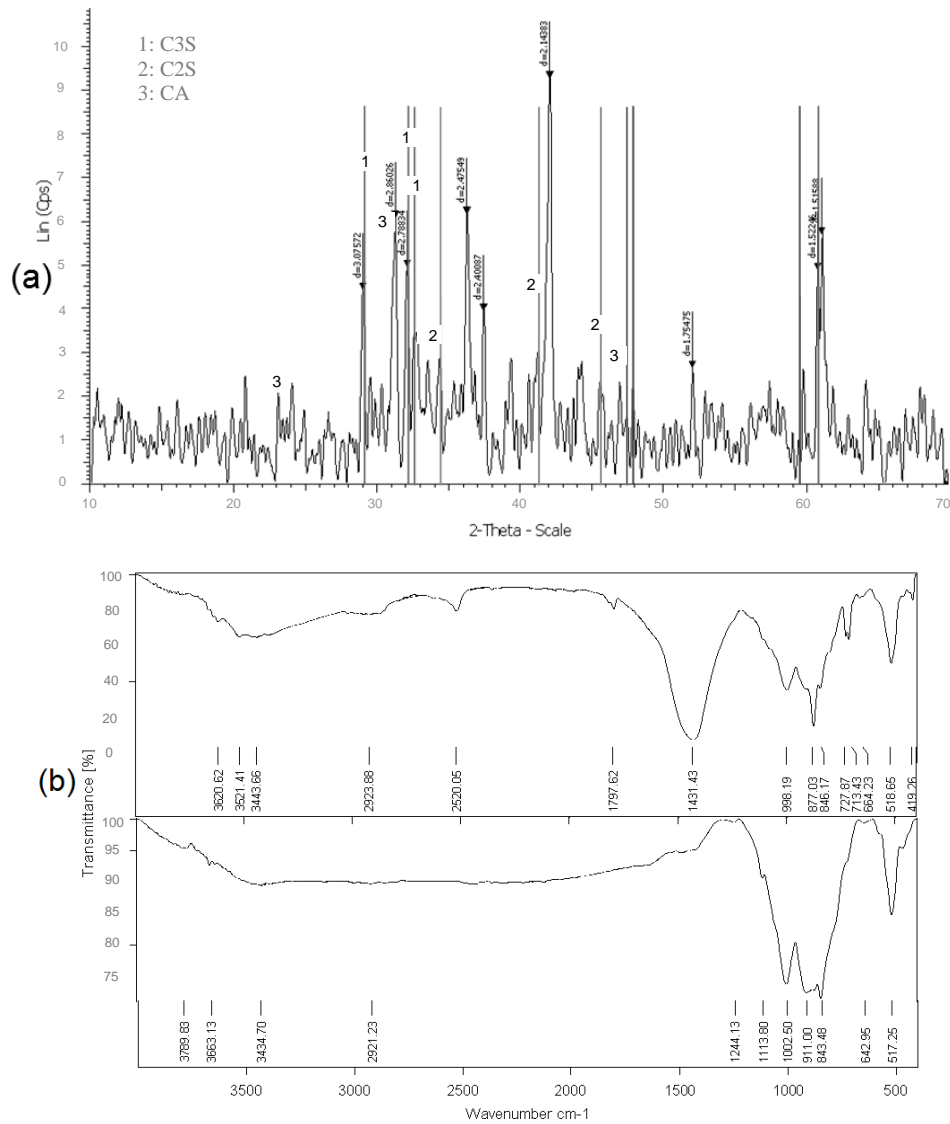 1: C3S
2: C2S
3: CA
10
9
8
7
6
5
4
3
2
1
0
Lin (Cps)
(a)
d=3.07572
d=2.86026
d=2.78834
d=2.47549
d=2.40087
d=2.14383
d=1.75475
d=1.52246
d=1.51588
3
1
3
1
1
2
2
2
3
10 20 30 40 50 60 70
2-Theta - Scale
100
80
60
40
20
0
3620.62 3521.41 3443.66 2923.88 2520.05 1797.62 1431.43 998.19 877.03 846.17 727.87 713.43 664.23 518.65 419.26
(b)
Transmittance [%]
100
95
90
85
80
75
3789.83 3663.13 3434.70 2921.23 1244.13 1113.80 1002.50 911.00 843.48 642.95 517.25
3500 3000 2500 2000 1500 1000 500
Wavenumber cm-1